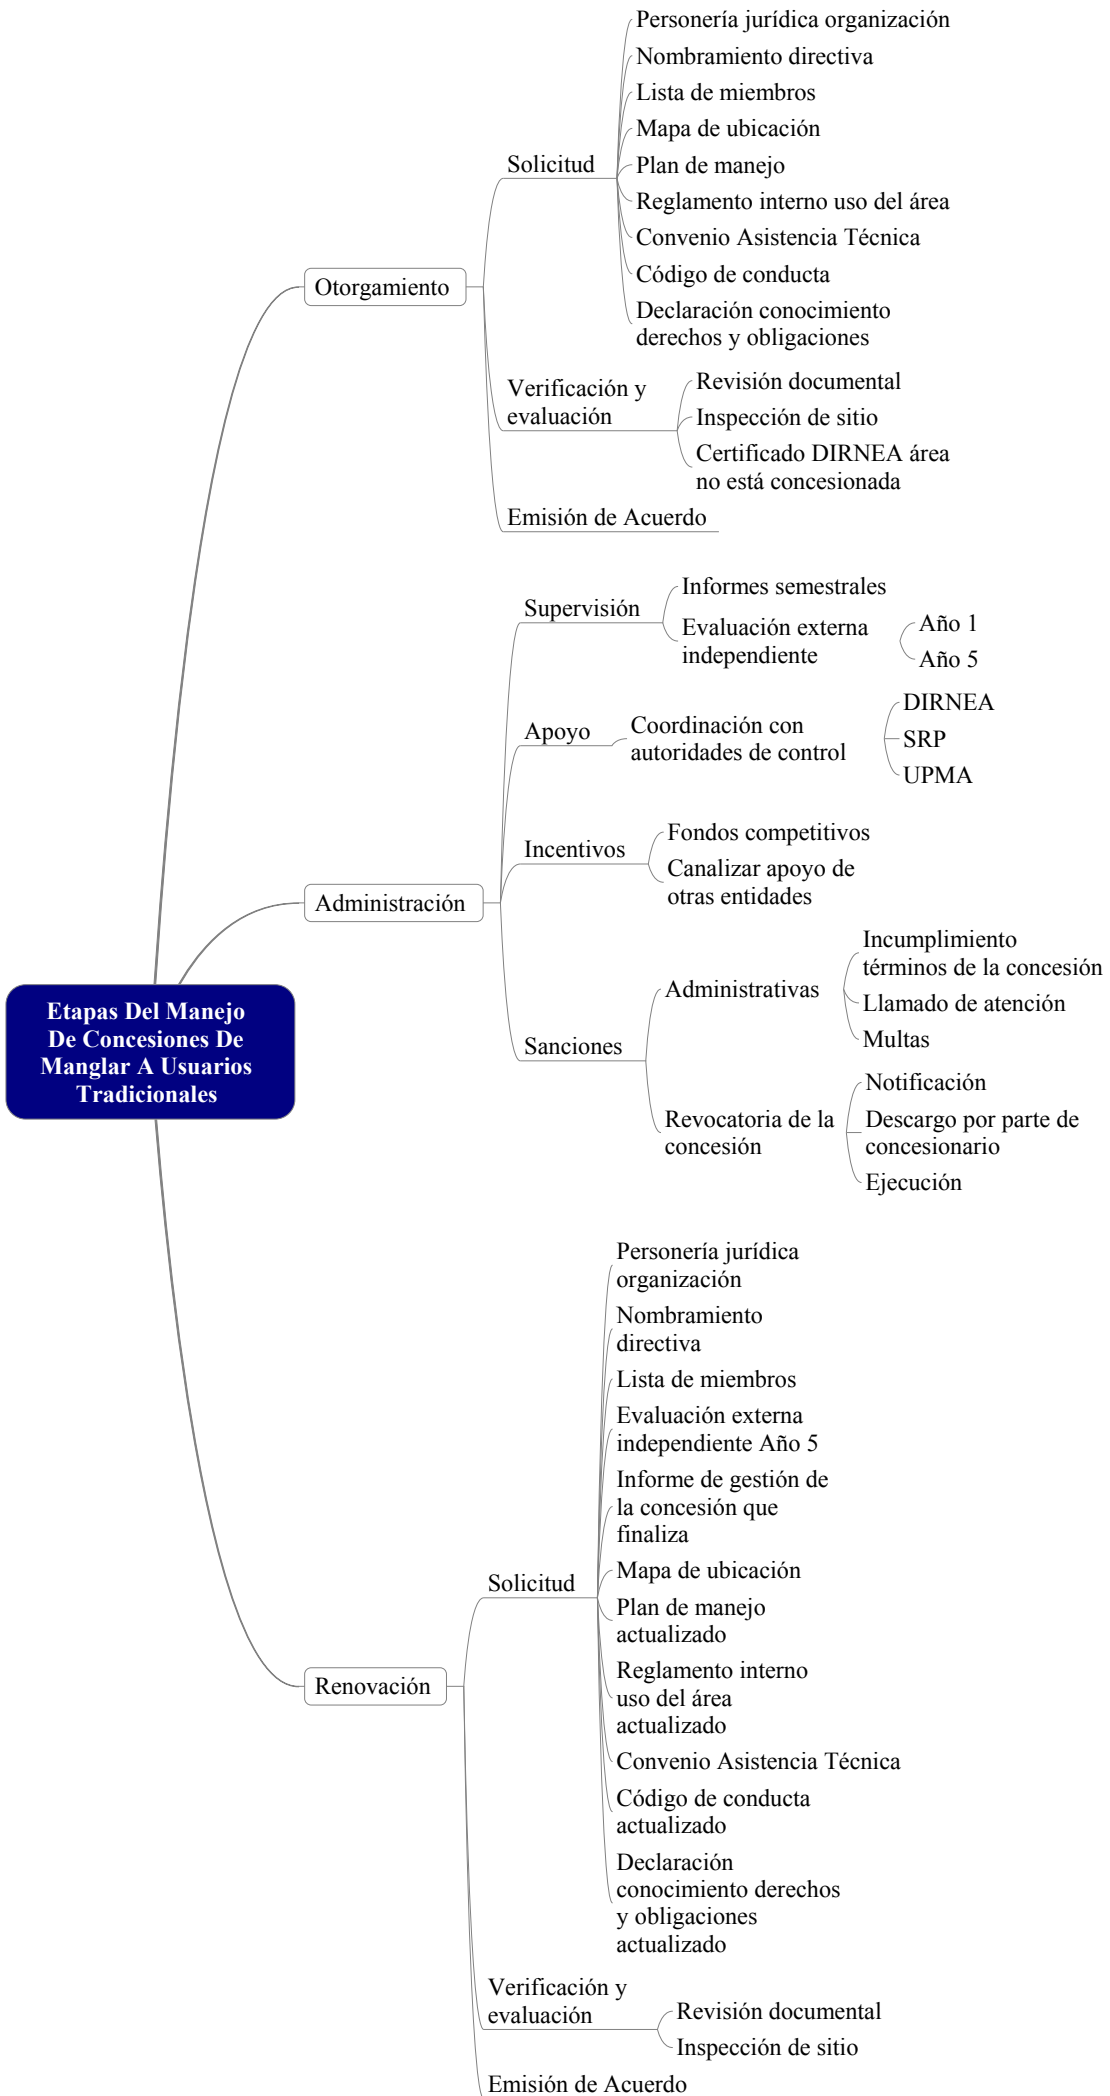 Etapas Del Manejo
De Concesiones De
Manglar A Usuarios
Tradicionales
Otorgamiento
Solicitud
Personería jurídica organización
Nombramiento directiva
Lista de miembros
Mapa de ubicación
Plan de manejo
Reglamento interno uso del área
Convenio Asistencia Técnica
Código de conducta
Declaración conocimiento
derechos y obligaciones
Verificación y
evaluación
Revisión documental
Inspección de sitio
Certificado DIRNEA área
no está concesionada
Emisión de Acuerdo
Administración
Supervisión
Informes semestrales
Evaluación externa
independiente
Año 1
Año 5
Apoyo
Coordinación con
autoridades de control
DIRNEA
SRP
UPMA
Incentivos
Fondos competitivos
Canalizar apoyo de
otras entidades
Sanciones
Administrativas
Incumplimiento
términos de la concesión
Llamado de atención
Multas
Revocatoria de la
concesión
Notificación
Descargo por parte de
concesionario
Ejecución
Renovación
Solicitud
Personería jurídica
organización
Nombramiento
directiva
Lista de miembros
Evaluación externa
independiente Año 5
Informe de gestión de
la concesión que
finaliza
Mapa de ubicación
Plan de manejo
actualizado
Reglamento interno
uso del área
actualizado
Convenio Asistencia Técnica
Código de conducta
actualizado
Declaración
conocimiento derechos
y obligaciones
actualizado
Verificación y
evaluación
Revisión documental
Inspección de sitio
Emisión de Acuerdo